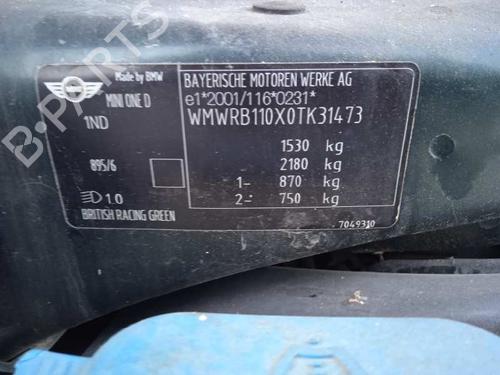 B-PARTS
MINI
Made by BMW
BAYERISCHE MOTOREN WERKE AG
MINI ONE D
e1*2001/116*0231*
1ND
WMWRB110X0TK31473
1530 kg
895/6
2180 kg
1- 870 kg
1.0
2- 750 kg
BRITISH RACING GREEN
7049310